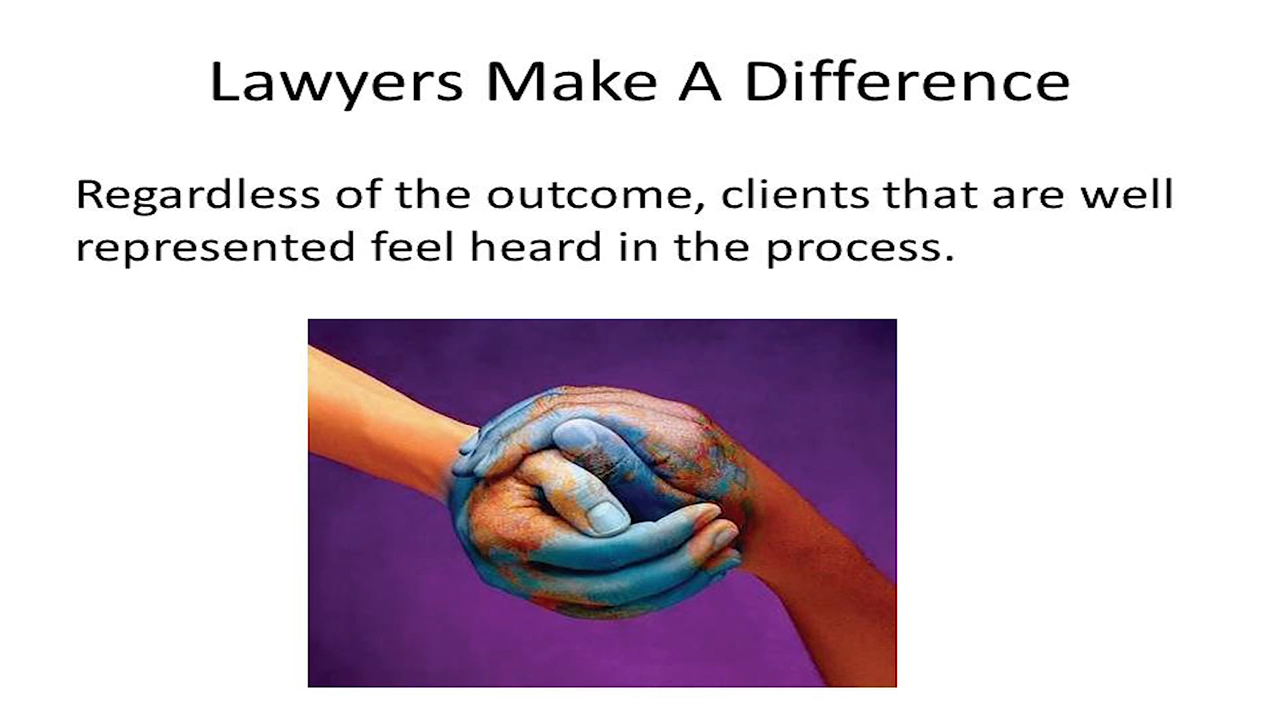 Lawyers Make A Difference
Regardless of the outcome, clients that are well
represented feel heard in the process.